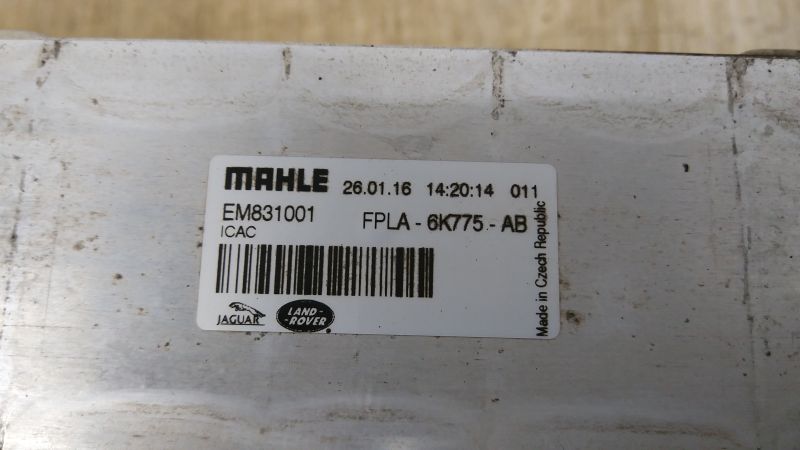 MAHLE 26.01.16 14:20:14 011
EM831001 FPLA - 6K775 - AB
ICAC
JAGUAR LAND-
-ROVER
Made in Czech Republic